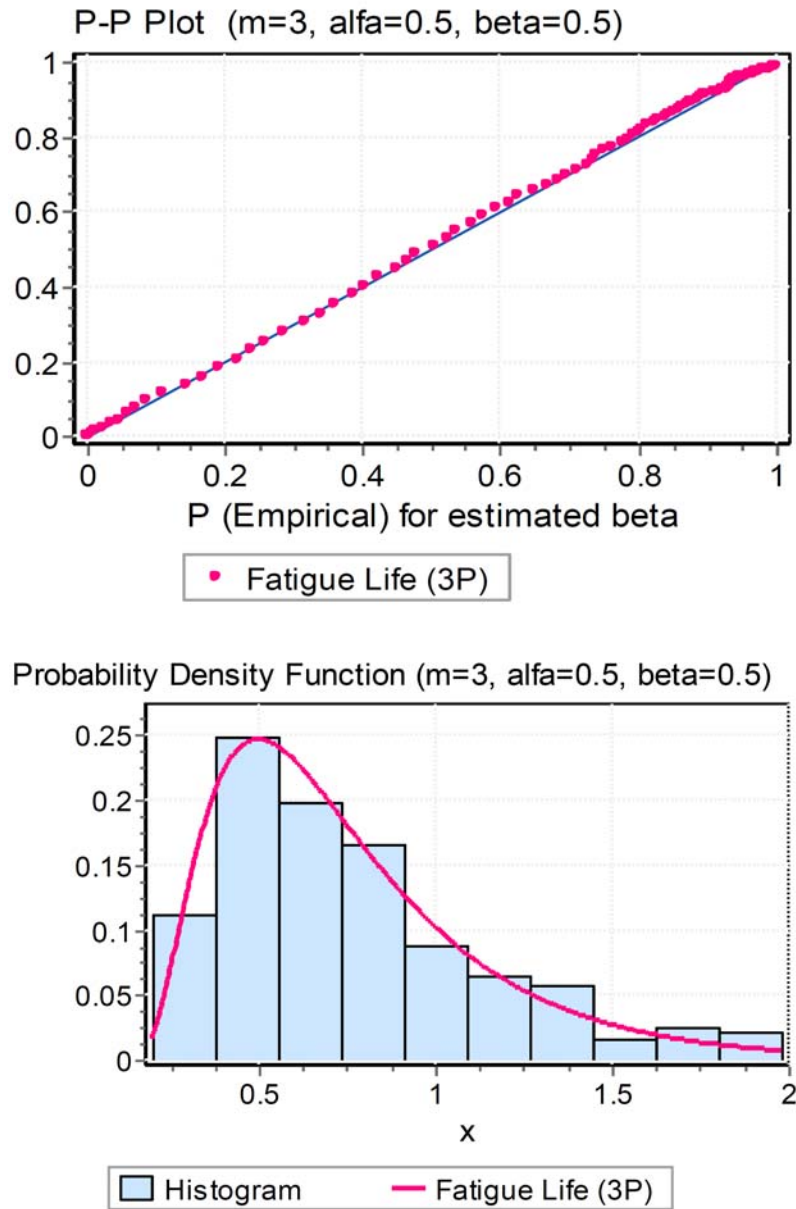 P-P Plot (m=3, alfa=0.5, beta=0.5)
1
0.8
0.6
0.4
0.2
0
0 0.2 0.4 0.6 0.8 1
P (Empirical) for estimated beta
Fatigue Life (3P)
Probability Density Function (m=3, alfa=0.5, beta=0.5)
0.25
0.2
0.15
0.1
0.05
0
0.5 1 1.5 2
x
Histogram Fatigue Life (3P)